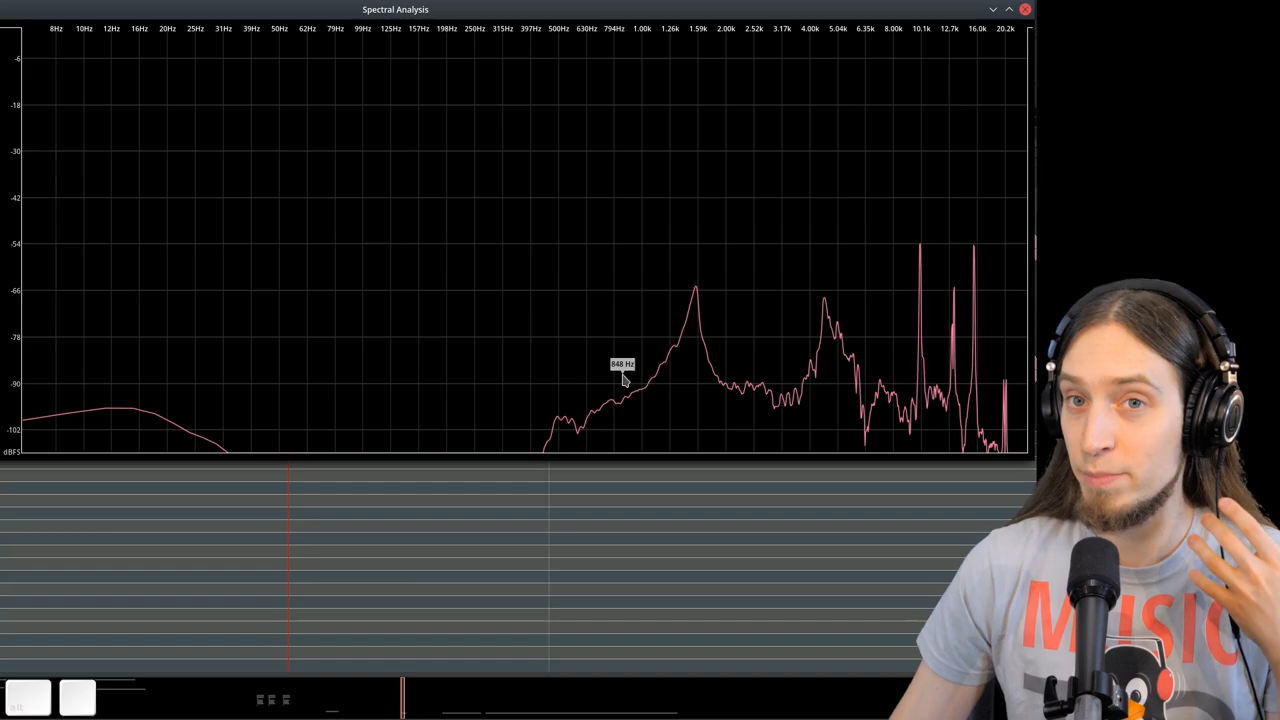 Spectral Analysis
8Hz 10Hz 12Hz 16Hz 20Hz 25Hz 31Hz 39Hz 50Hz 62Hz 79Hz 99Hz 125Hz 157Hz 198Hz 250Hz 315Hz 397Hz 500Hz 630Hz 794Hz 1.00k 1.26k 1.59k 2.00k 2.52k 3.17k 4.00k 5.04k 6.35k 8.00k 10.1k 12.7k 16.0k 20.2k
-6
-18
-30
-42
-54
-66
-78
-90
-102
dBFS
848 Hz
MUSIC
alt